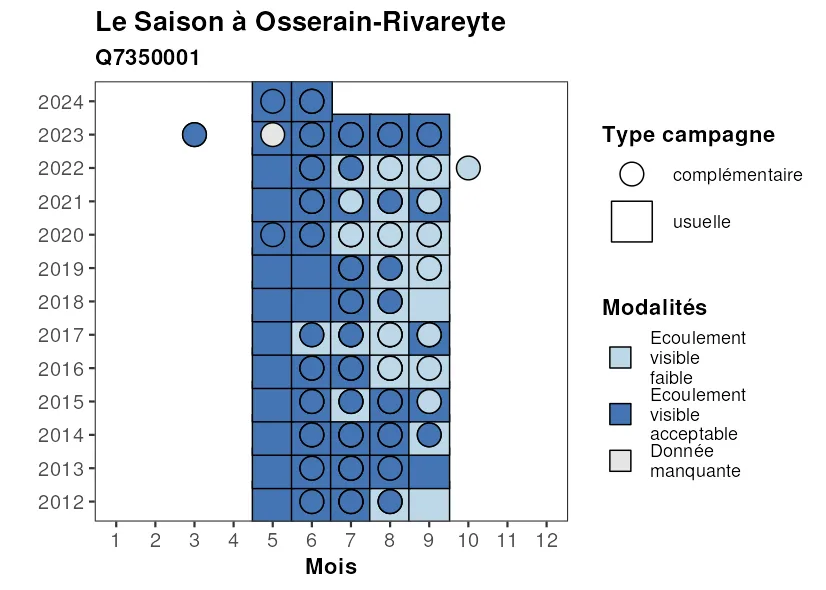 Le Saison à Osserain-Rivareyte
Q7350001
2024
2023
2022
2021
2020
2019
2018
2017
2016
2015
2014
2013
2012
1 2 3 4 5 6 7 8 9 10 11 12
Mois
Type campagne
complémentaire
usuelle
Modalités
Ecoulement
visible
faible
Ecoulement
visible
acceptable
Donnée
manquante